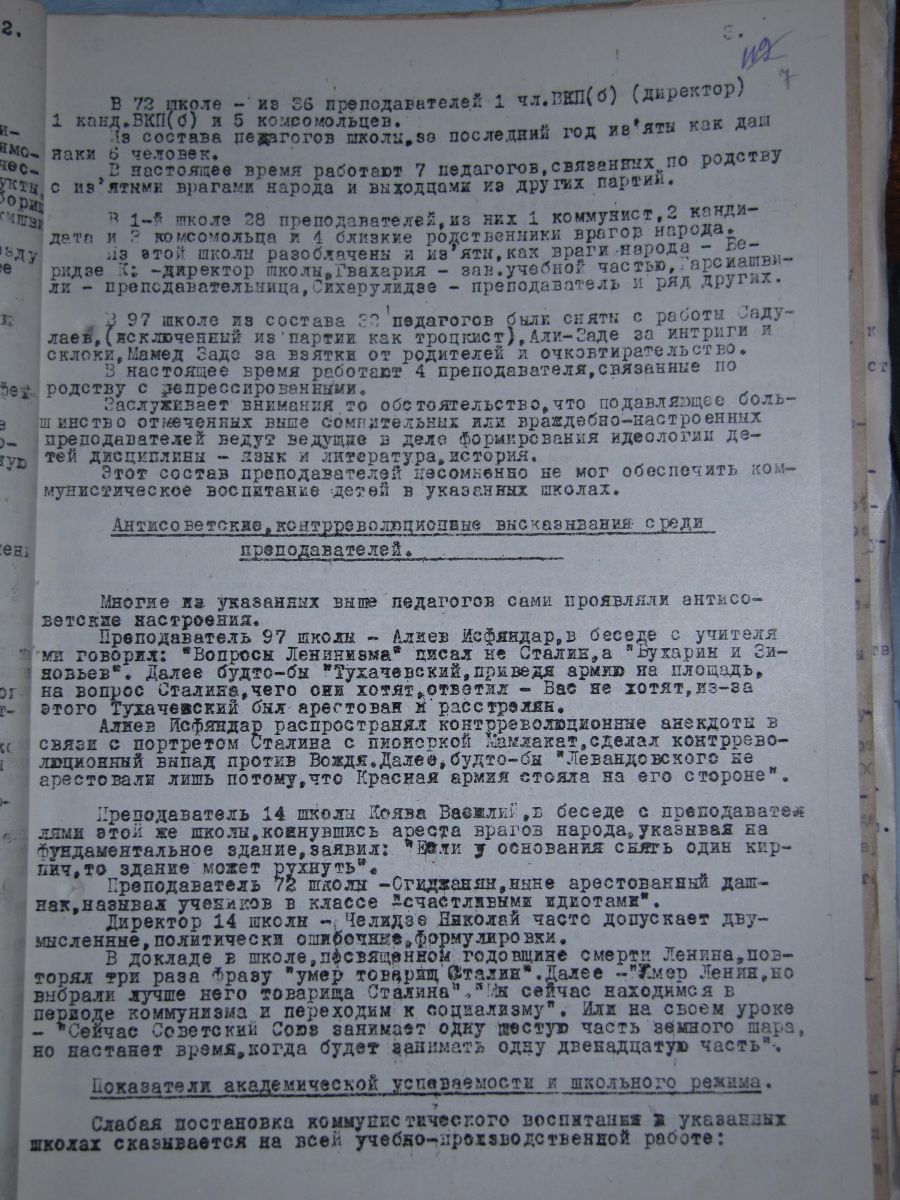 3.
112
7
В 72 школе - из 36 преподавателей 1 чл.ВКП(б) (директор)
1 канд.ВКП(б) и 5 комсомольцев.
Из состава педагогов школы,за последний год из'яты как даш
наки 6 человек.
В настоящее время работают 7 педагогов,связанных по родству
с из'ятыми врагами народа и выходцами из других партий.
В 1-й школе 28 преподавателей,из них 1 коммунист,2 канди-
дата и 3 комсомольца и 4 близкие родственники врагов народа.
Из этой школы разоблачены и из'яты,как враги народа - Бе-
ридзе К: -директор школы,Гвахария - зав.учебной частью,Гарсиашви-
ли - преподавательница,Сихарулидзе - преподаватель и ряд других.
В 97 школе из состава 32 педагогов были сняты с работы Саду-
лаев,(исключенный из партии как троцкист),Али-Заде за интриги и
склоки,Мамед Заде за взятки от родителей и очковтирательство.
В настоящее время работают 4 преподавателя,связанные по
родству с репрессированными.
Заслуживает внимания то обстоятельство,что подавляющее боль-
шинство отмеченных выше сомнительных или враждебно-настроенных
преподавателей ведут ведущие в деле формирования идеологии де-
тей дисциплины - язык и литература,история.
Этот состав преподавателей несомненно не мог обеспечить ком-
мунистическое воспитание детей в указанных школах.
Антисоветские,контрреволюционные высказывания среди
преподавателей.
Многие из указанных выше педагогов сами проявляли антисо-
ветские настроения.
Преподаватель 97 школы - Алиев Исфяндар,в беседе с учителя
ми говорил: "Вопросы Ленинизма" писал не Сталин,а "Бухарин и Зи-
новьев". Далее будто-бы "Тухачевский,приведя армию на площадь,
на вопрос Сталина,чего они хотят,ответил - Вас не хотят,из-за
этого Тухачевский был арестован и расстрелян.
Алиев Исфяндар распространял контрреволюционные анекдоты в
связи с портретом Сталина с пионеркой Мамлакат,сделал контррево-
люционный выпад против Вождя.Далее,будто-бы "Левандовского не
арестовали лишь потому,что Красная армия стояла на его стороне".
Преподаватель 14 школы Коява Василий,в беседе с преподавател
лями этой же школы,коснувшись ареста врагов народа,указывая на
фундаментальное здание,заявил: "Если у основания снять один кир-
пич,то здание может рухнуть".
Преподаватель 72 школы -Огиджанян,ныне арестованный даш-
нак,называл учеников в классе "счастливыми идиотами".
Директор 14 школы - Челидзе Николай часто допускает дву-
мысленные,политически ошибочные,формулировки.
В докладе в школе,посвященном годовщине смерти Ленина,пов-
торял три раза фразу "умер товарищ Сталин".Далее -"Умер Ленин,но
выбрали лучше него товарища Сталина","Мы сейчас находимся в
периоде коммунизма и переходим к социализму". Или на своем уроке
- "Сейчас Советский Союз занимает одну шестую часть земного шара,
но настанет время,когда будет занимать одну двенадцатую часть".
Показатели академической успеваемости и школьного режима.
Слабая постановка коммунистического воспитания в указанных
школах сказывается на всей учебно-производственной работе: